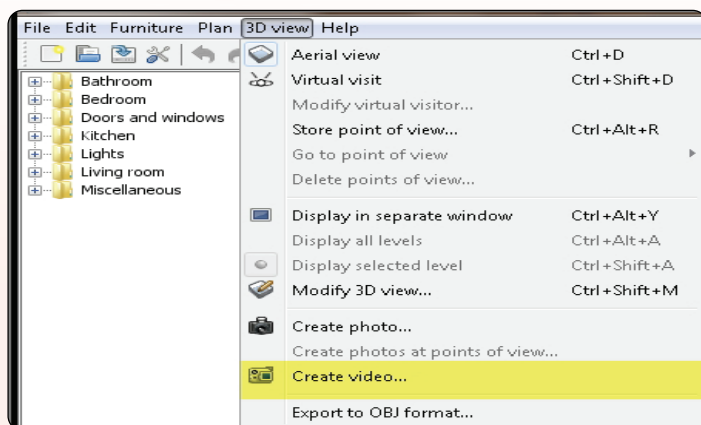 File Edit Furniture Plan 3D view Help
Aerial view Ctrl+D
Virtual visit Ctrl+Shift+D
Modify virtual visitor...
Store point of view... Ctrl+Alt+R
Go to point of view
Delete points of view...
Display in separate window Ctrl+Alt+Y
Display all levels Ctrl+Alt+A
Display selected level Ctrl+Shift+A
Modify 3D view... Ctrl+Shift+M
Create photo...
Create photos at points of view...
Create video...
Export to OBJ format...
Bathroom
Bedroom
Doors and windows
Kitchen
Lights
Living room
Miscellaneous